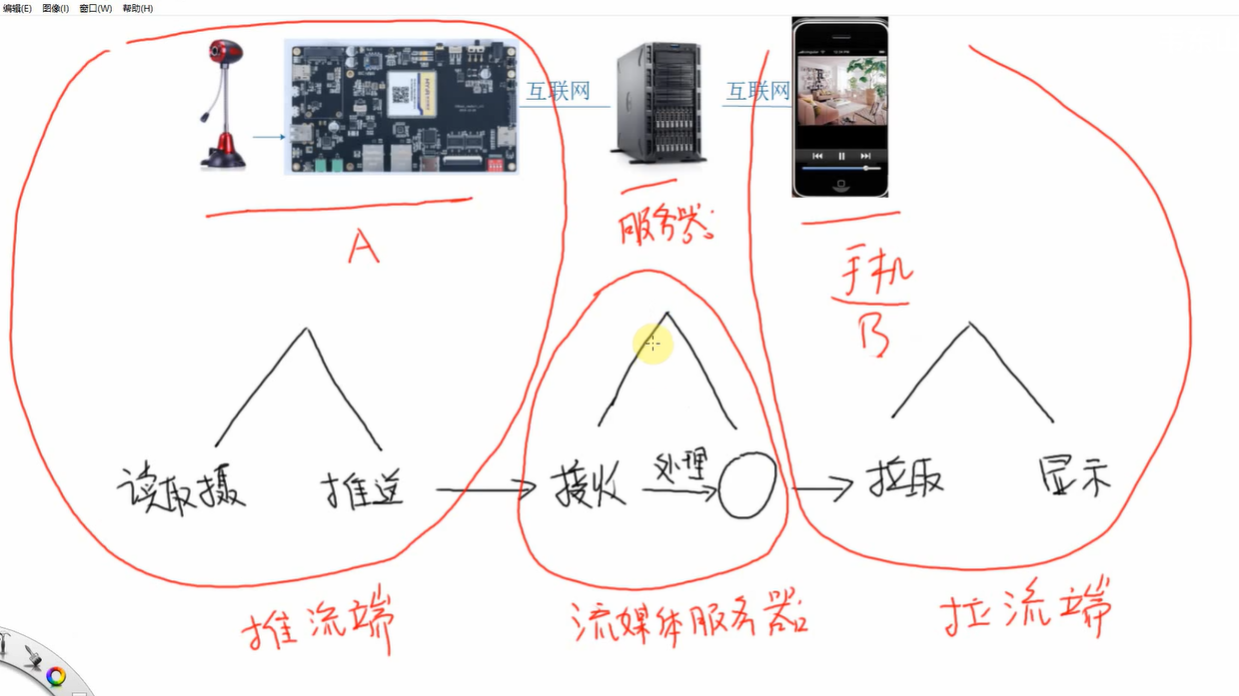 编辑(E) 图像(I) 窗口(W) 帮助(H)
互联网
互联网
A
服务器
手机
B
读取摄
推送
接收
处理
拉取
显示
推流端
流媒体服务器
拉流端